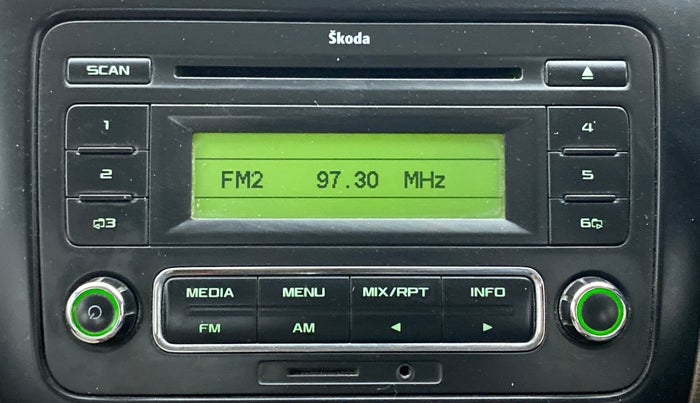 Škoda
SCAN
1
4
2
5
3
6
FM2 97.30 MHz
MEDIA MENU MIX/RPT INFO
FM AM